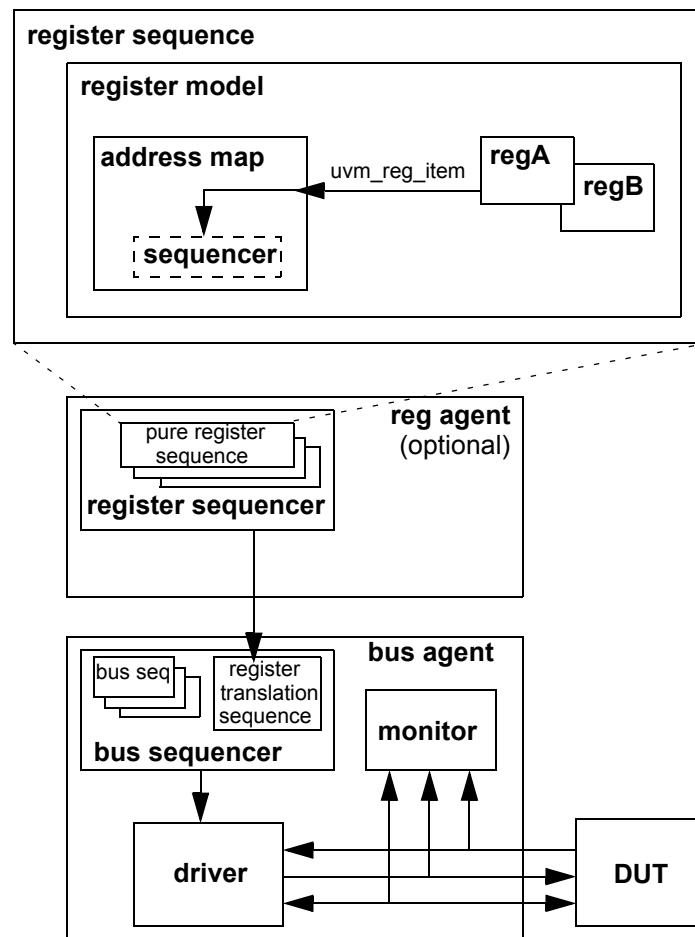 register sequence
register model
address map
uvm_reg_item
regA
regB
sequencer
reg agent
(optional)
pure register
sequence
register sequencer
bus agent
bus seq
register
translation
sequence
bus sequencer
monitor
driver
DUT